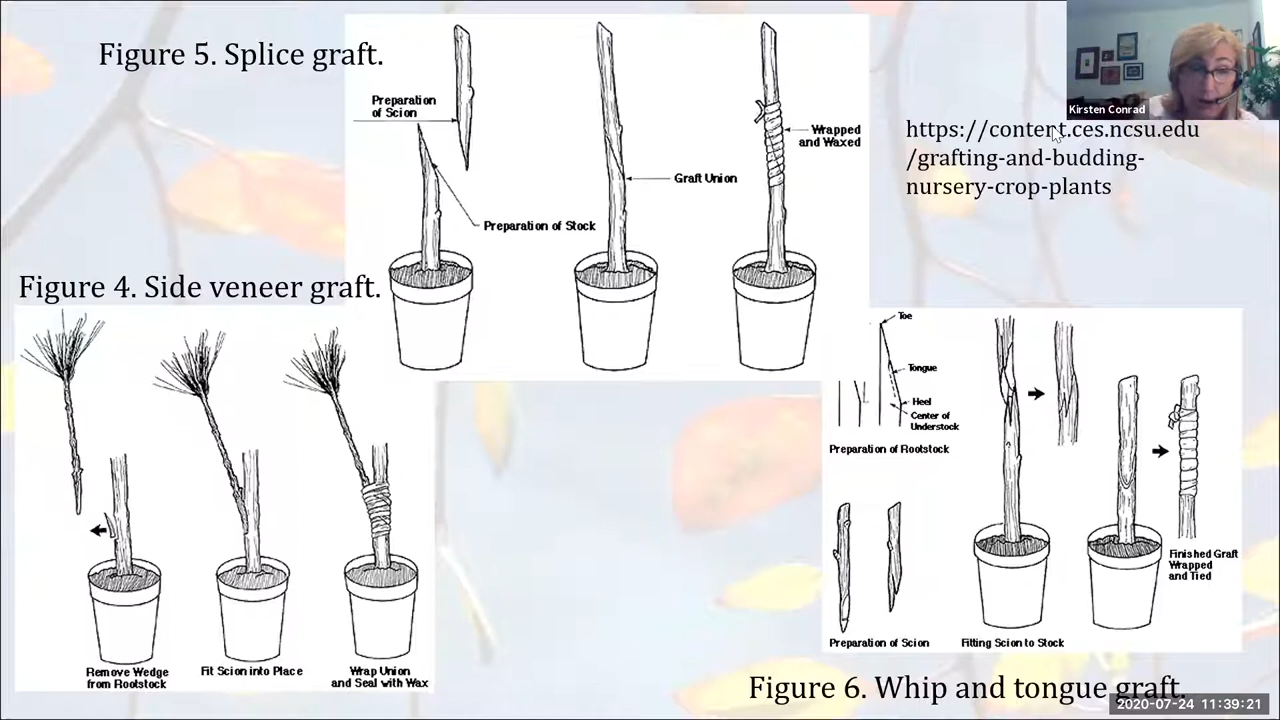 Figure 5. Splice graft.
Preparation
of Scion
Preparation of Stock
Graft Union
Wrapped
and Waxed
Kirsten Conrad
https://content.ces.ncsu.edu
/grafting-and-budding-
nursery-crop-plants
Figure 4. Side veneer graft.
Remove Wedge
from Rootstock
Fit Scion into Place
Wrap Union
and Seal with Wax
Toe
Tongue
Heel
Center of
Understock
Preparation of Rootstock
Preparation of Scion
Fitting Scion to Stock
Finished Graft
Wrapped
and Tied
Figure 6. Whip and tongue graft.
2020-07-24 11:39:21